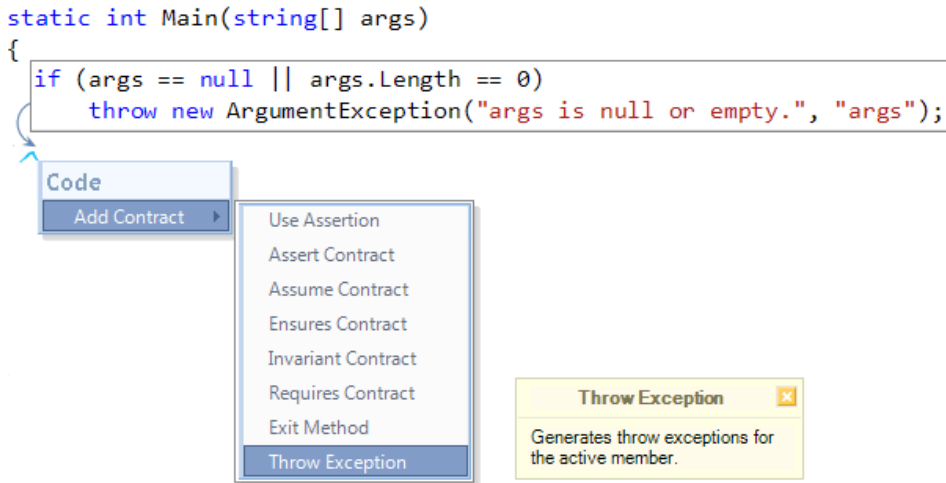 static int Main(string[] args)
{
if (args == null || args.Length == 0)
throw new ArgumentException("args is null or empty.", "args");
Code
Add Contract
Use Assertion
Assert Contract
Assume Contract
Ensures Contract
Invariant Contract
Requires Contract
Exit Method
Throw Exception
Throw Exception
Generates throw exceptions for
the active member.